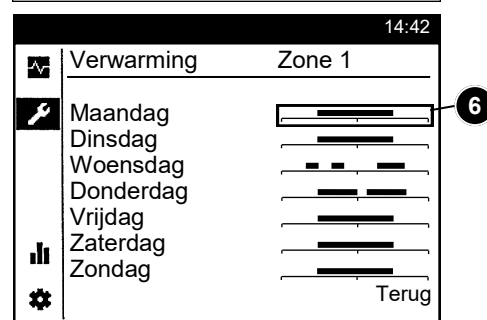 14:42
Verwarming Zone 1
Maandag
6
Dinsdag
Woensdag
Donderdag
Vrijdag
Zaterdag
Zondag
Terug